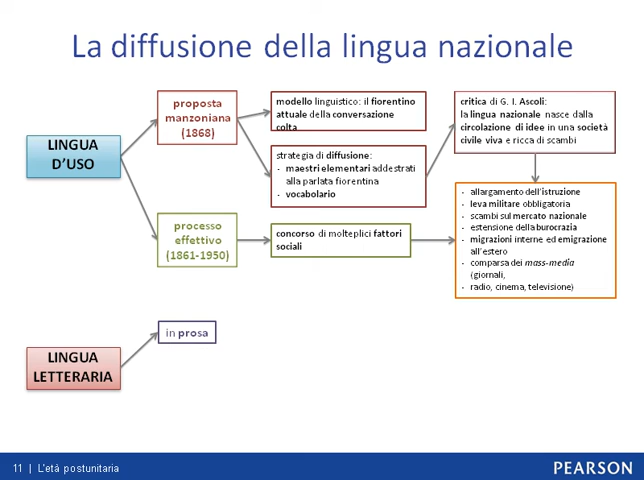 La diffusione della lingua nazionale
LINGUA
D'USO
proposta
manzoniana
(1868)
modello linguistico: il fiorentino
attuale della conversazione
colta
strategia di diffusione:
- maestri elementari addestrati
alla parlata fiorentina
- vocabolario
critica di G. I. Ascoli:
la lingua nazionale nasce dalla
circolazione di idee in una società
civile viva e ricca di scambi
processo
effettivo
(1861-1950)
concorso di molteplici fattori
sociali
- allargamento dell'istruzione
- leva militare obbligatoria
- scambi sul mercato nazionale
- estensione della burocrazia
- migrazioni interne ed emigrazione
all'estero
- comparsa dei mass-media
(giornali,
- radio, cinema, televisione)
in prosa
LINGUA
LETTERARIA
11 | L'età postunitaria
PEARSON